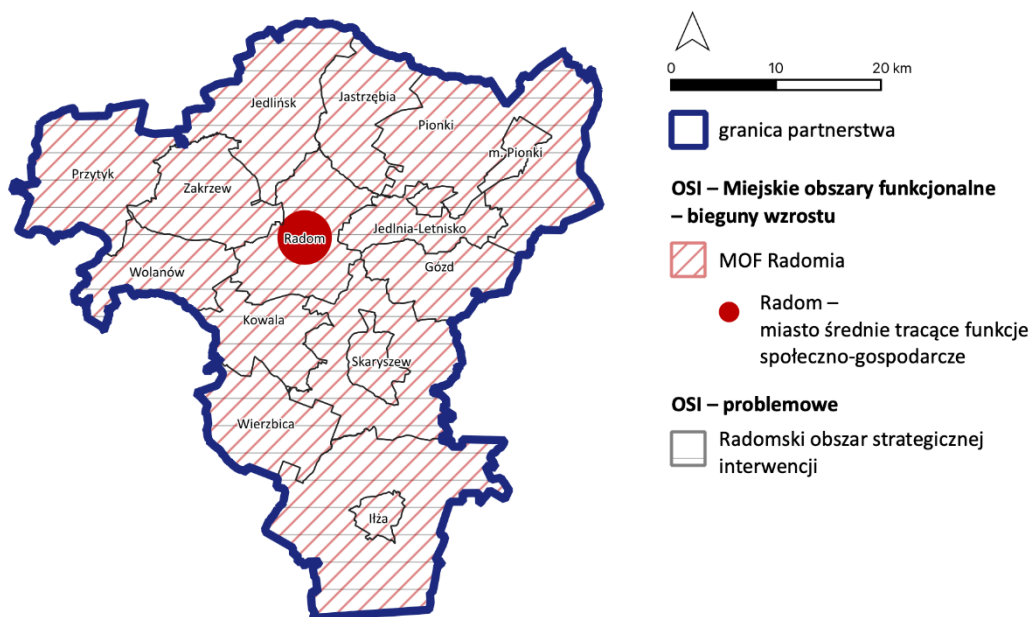 Jedlińsk
Jastrzębia
Pionki
m. Pionki
Przytyk
Zakrzew
Radom
Jedlnia-Letnisko
Gózd
Wolanów
Kowala
Skaryszew
Wierzbica
Iłża
0 10 20 km
granica partnerstwa
OSI – Miejskie obszary funkcjonalne
– bieguny wzrostu
MOF Radomia
Radom –
miasto średnie tracące funkcje
społeczno-gospodarcze
OSI – problemowe
Radomski obszar strategicznej
interwencji